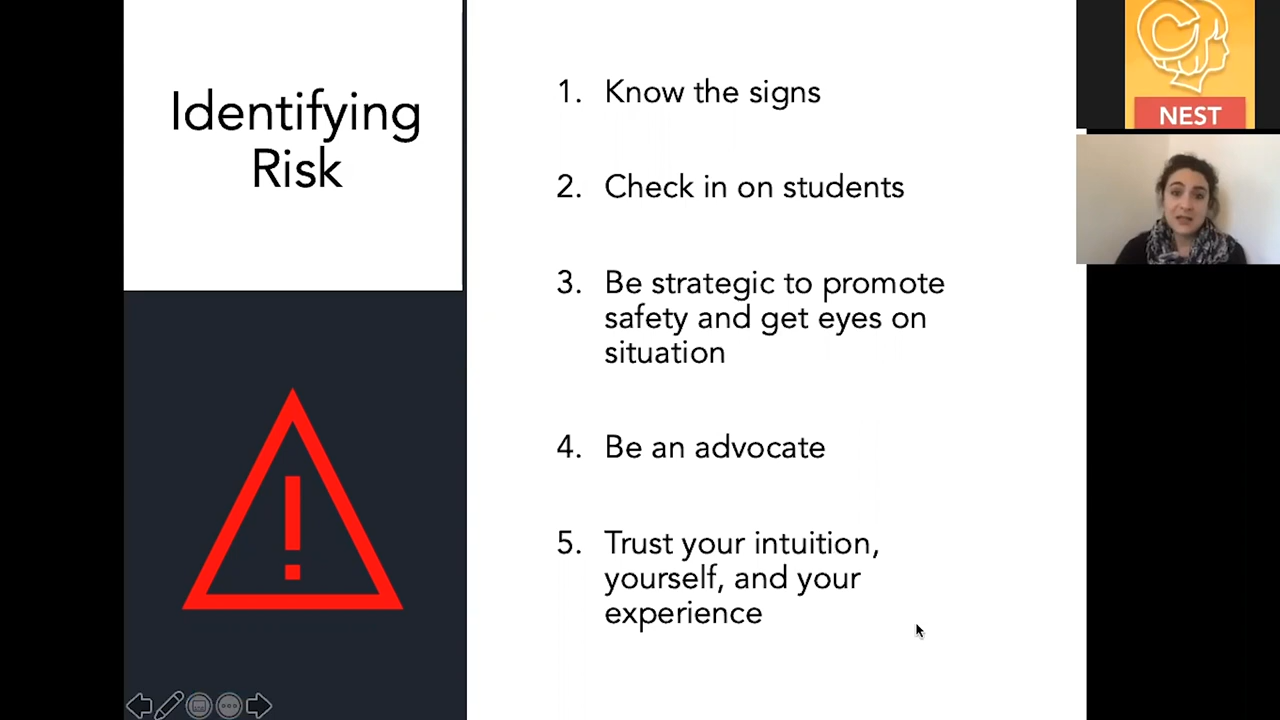 Identifying
Risk
1. Know the signs
2. Check in on students
3. Be strategic to promote
safety and get eyes on
situation
4. Be an advocate
5. Trust your intuition,
yourself, and your
experience
NEST